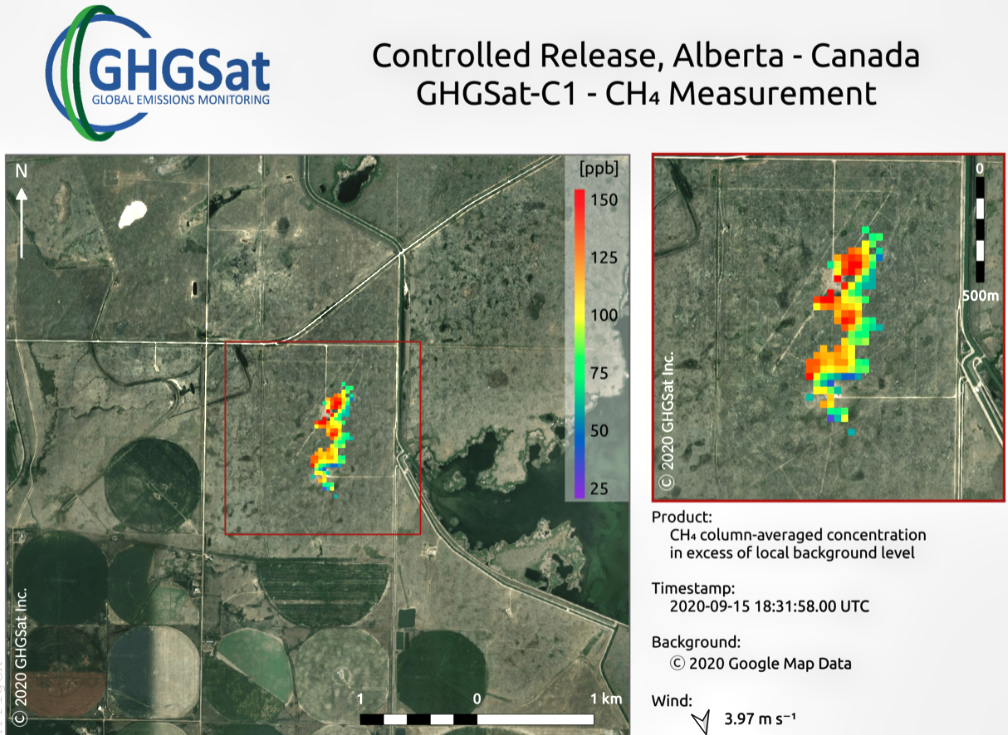 GHGSat
GLOBAL EMISSIONS MONITORING
Controlled Release, Alberta - Canada
GHGSat-C1 - CH₄ Measurement
N
[ppb]
150
125
100
75
50
25
© 2020 GHGSat Inc.
1 0 1 km
0
500m
© 2020 GHGSat Inc.
Product:
CH₄ column-averaged concentration
in excess of local background level
Timestamp:
2020-09-15 18:31:58.00 UTC
Background:
© 2020 Google Map Data
Wind:
3.97 m s⁻¹